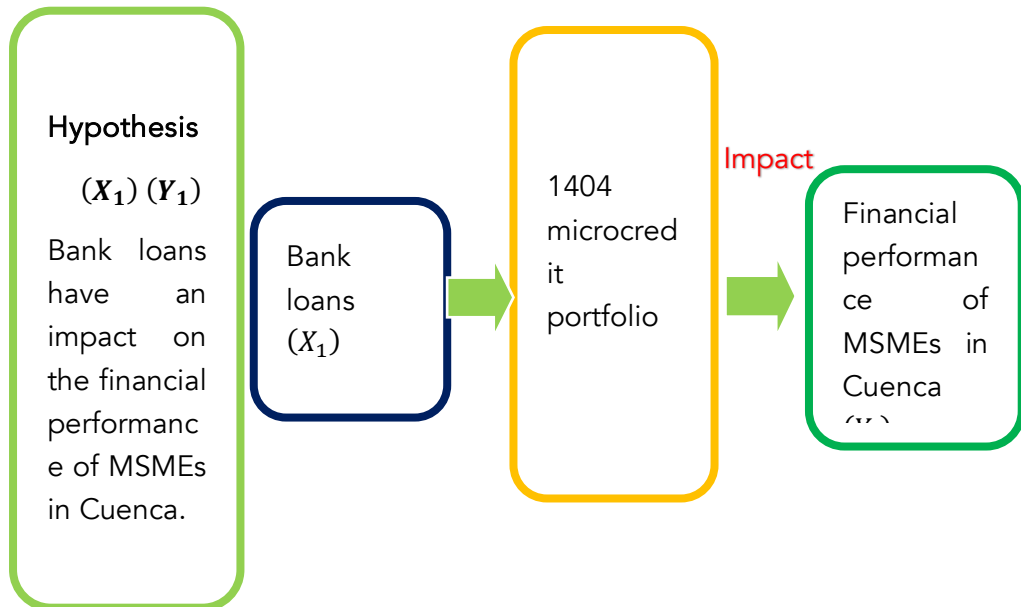 Hypothesis
(X₁) (Y₁)
Bank loans
have an
impact on
the financial
performanc
e of MSMEs
in Cuenca.
Bank
loans
(X₁)
1404
microcred
it
portfolio
Impact
Financial
performan
ce of
MSMEs in
Cuenca